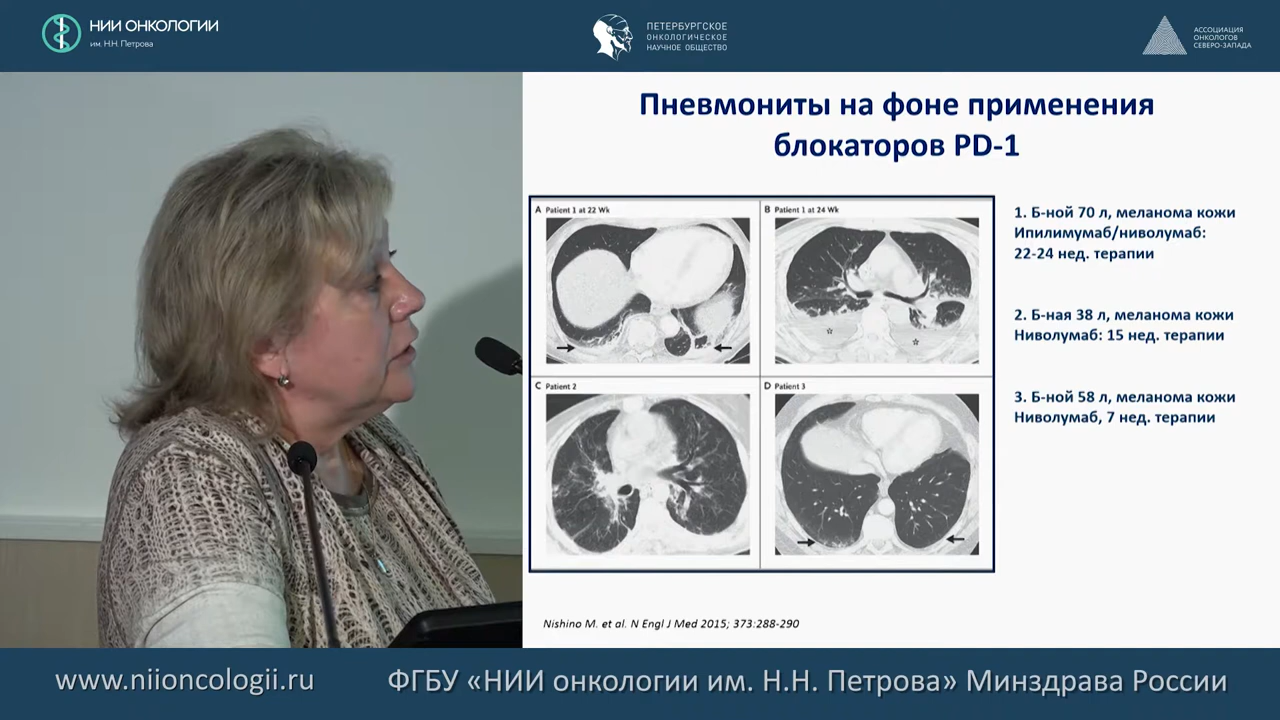 НИИ ОНКОЛОГИИ
им. Н.Н. Петрова
ПЕТЕРБУРГСКОЕ
ОНКОЛОГИЧЕСКОЕ
НАУЧНОЕ ОБЩЕСТВО
АССОЦИАЦИЯ
ОНКОЛОГОВ
СЕВЕРО-ЗАПАДА
Пневмониты на фоне применения
блокаторов PD-1
A Patient 1 at 22 Wk
B Patient 1 at 24 Wk
C Patient 2
D Patient 3
1. Б-ной 70 л, меланома кожи
Ипилимумаб/ниволумаб:
22-24 нед. терапии
2. Б-ная 38 л, меланома кожи
Ниволумаб: 15 нед. терапии
3. Б-ной 58 л, меланома кожи
Ниволумаб, 7 нед. терапии
Nishino M. et al. N Engl J Med 2015; 373:288-290
www.niioncologii.ru
ФГБУ «НИИ онкологии им. Н.Н. Петрова» Минздрава России